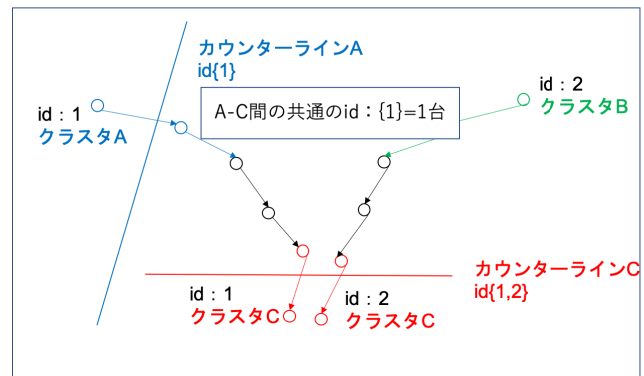 カウンターラインA
id{1}
id：1
クラスタA
A-C間の共通のid：{1}=1台
id：2
クラスタB
カウンターラインC
id{1,2}
id：1
クラスタC
id：2
クラスタC